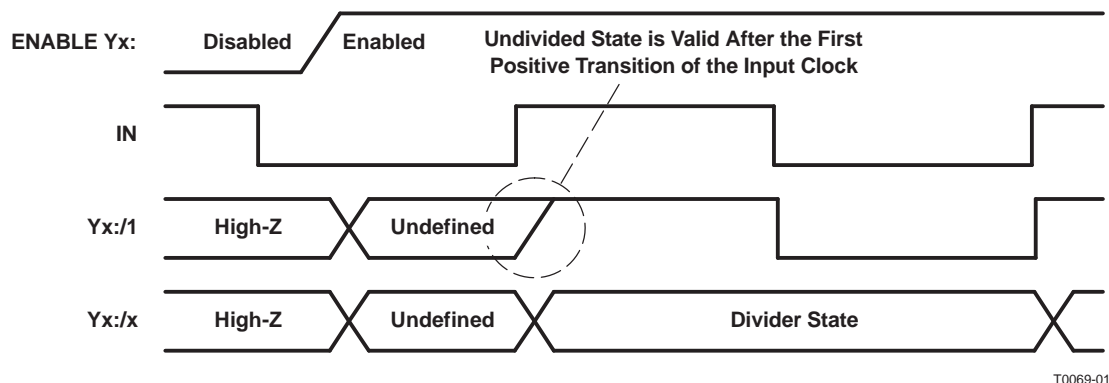 ENABLE Yx:
Disabled
Enabled
Undivided State is Valid After the First
Positive Transition of the Input Clock
IN
Yx:/1
High-Z
Undefined
Yx:/x
High-Z
Undefined
Divider State
T0069-01